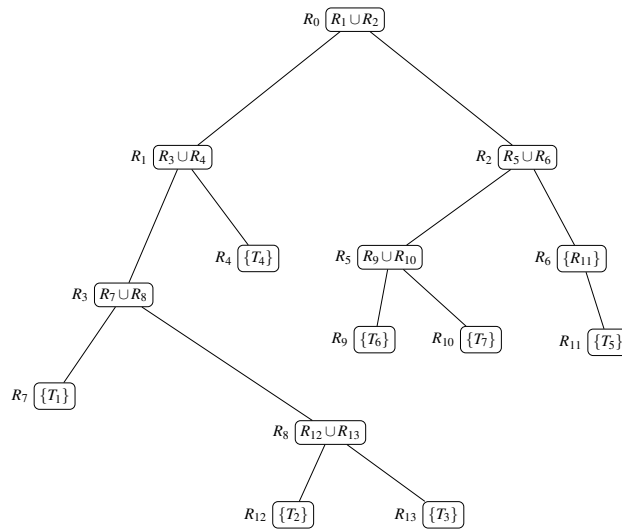 R₀ R₁ ∪ R₂
R₁ R₃ ∪ R₄
R₂ R₅ ∪ R₆
R₄ {T₄}
R₅ R₉ ∪ R₁₀
R₆ {R₁₁}
R₃ R₇ ∪ R₈
R₉ {T₆}
R₁₀ {T₇}
R₁₁ {T₅}
R₇ {T₁}
R₈ R₁₂ ∪ R₁₃
R₁₂ {T₂}
R₁₃ {T₃}